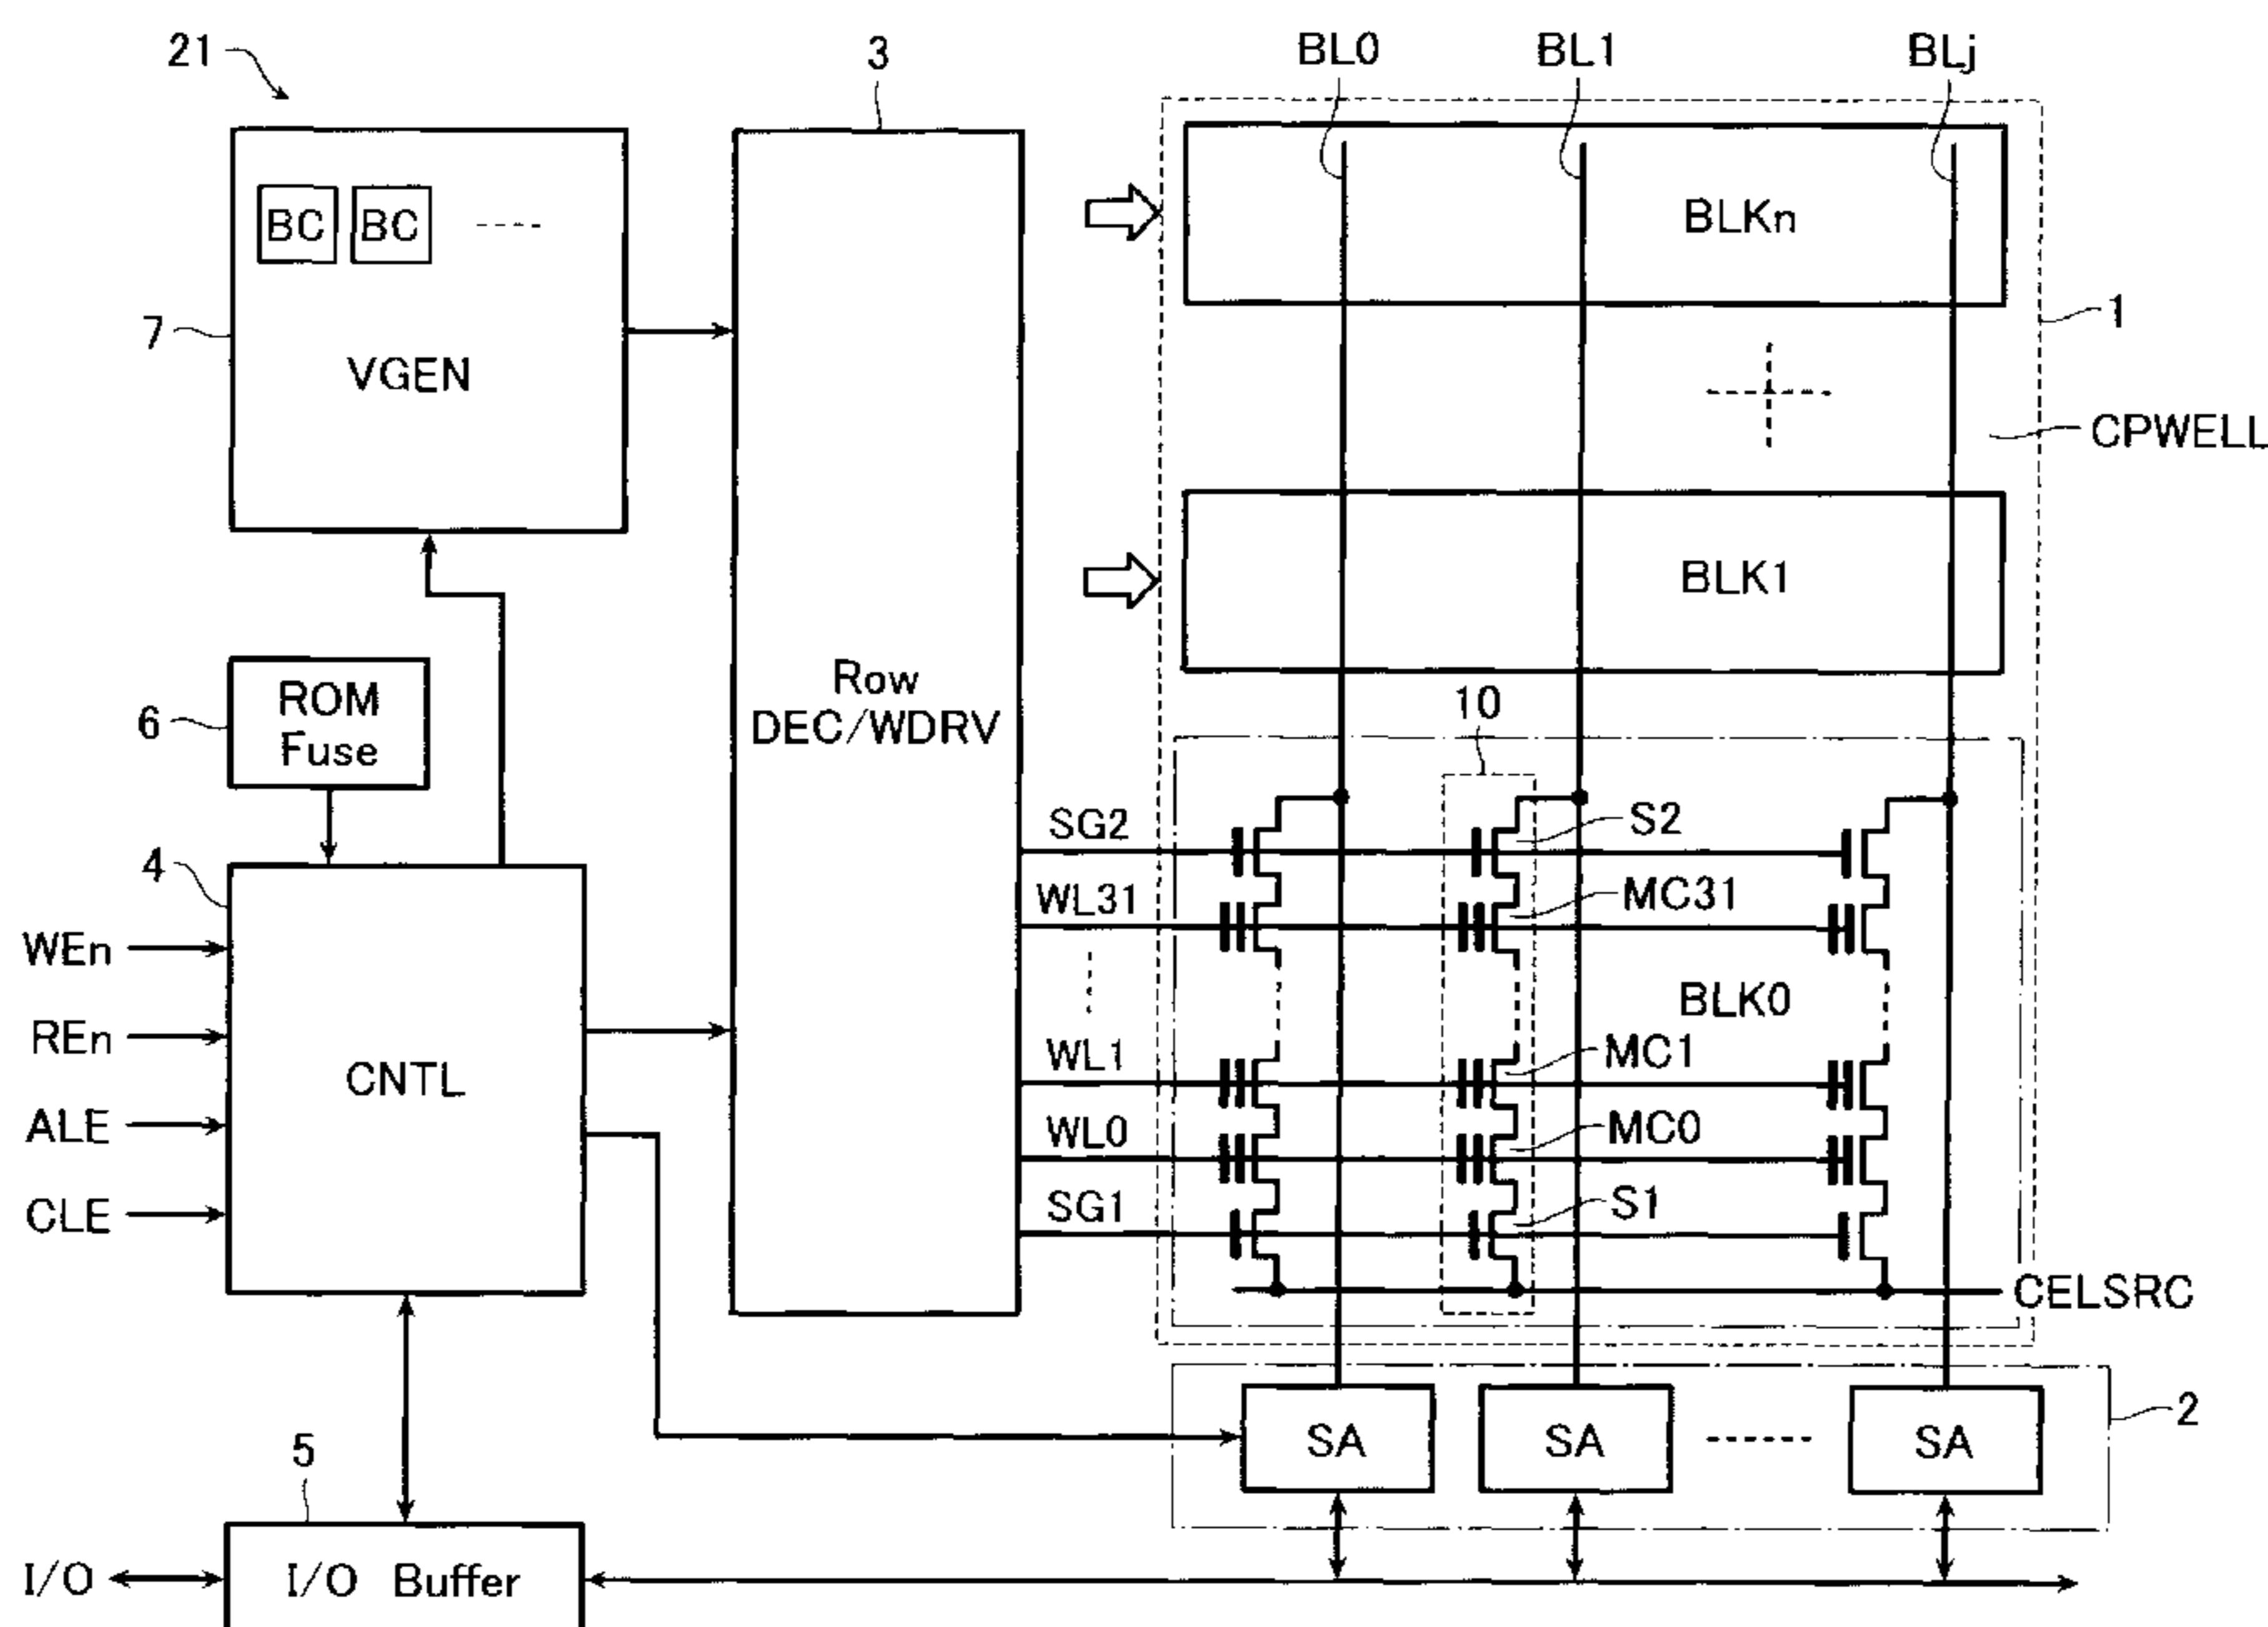 21
3
BL0
BL1
BLj
BC
BC
BLKn
7
VGEN
1
CPWELL
BLK1
ROM
Fuse
6
Row
DEC/WDRV
10
SG2
S2
4
WL31
MC31
WEn
BLK0
REn
CNTL
WL1
MC1
ALE
WL0
MC0
CLE
SG1
S1
CELSRC
2
5
SA
SA
SA
I/O
I/O Buffer